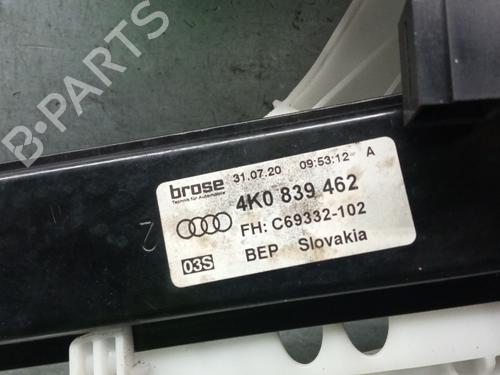 B-PARTS
brose 31.07.20 09:53:12 A
Technik für Automobile
4K0 839 462
FH: C69332-102
03S BEP Slovakia
2